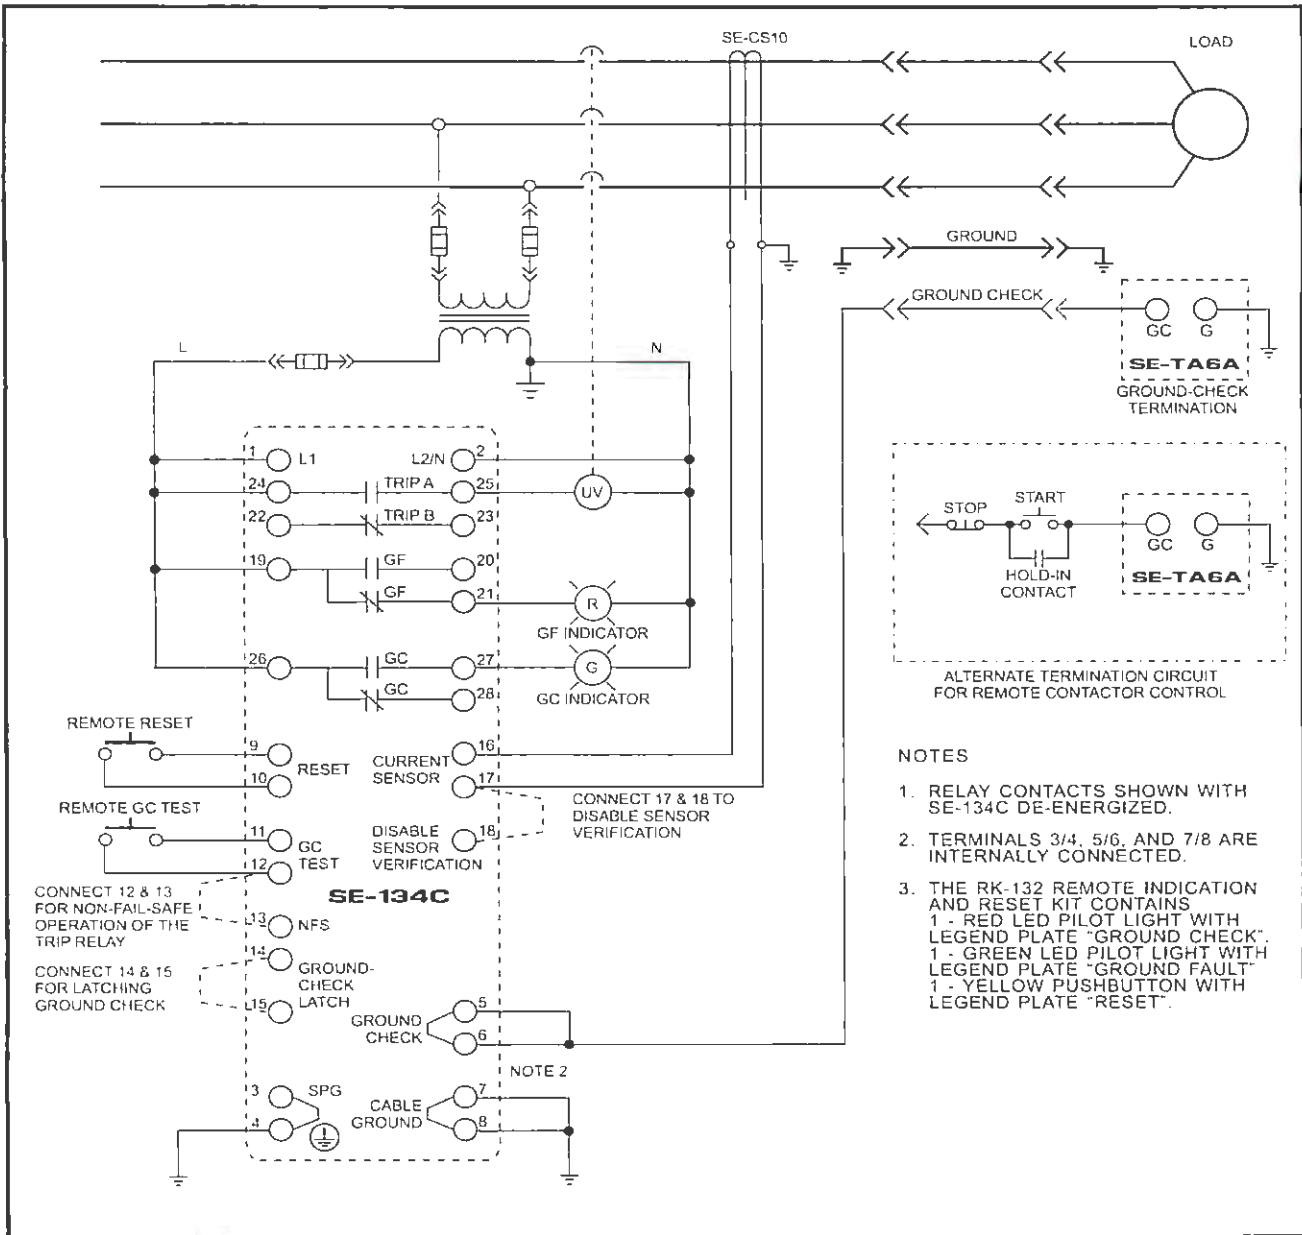 SE-CS10
LOAD
GROUND
GROUND CHECK
GC G
SE-TA6A
GROUND-CHECK
TERMINATION
L
N
1 L1
L2/N 2
24 TRIP A 25
UV
22 TRIP B 23
19 GF 20
GF 21
R
GF INDICATOR
26 GC 27
G
GC 28
GC INDICATOR
STOP
START
HOLD-IN
CONTACT
GC G
SE-TA6A
ALTERNATE TERMINATION CIRCUIT
FOR REMOTE CONTACTOR CONTROL
REMOTE RESET
9
10
RESET
CURRENT
SENSOR
16
17
CONNECT 17 & 18 TO
DISABLE SENSOR
VERIFICATION
REMOTE GC TEST
11
12
GC
TEST
DISABLE
SENSOR
VERIFICATION
18
SE-134C
CONNECT 12 & 13
FOR NON-FAIL-SAFE
OPERATION OF THE
TRIP RELAY
13 NFS
CONNECT 14 & 15
FOR LATCHING
GROUND CHECK
14
15
GROUND-
CHECK
LATCH
GROUND
CHECK
5
6
NOTE 2
3
4
SPG
CABLE
GROUND
7
8
NOTES
1. RELAY CONTACTS SHOWN WITH
SE-134C DE-ENERGIZED.
2. TERMINALS 3/4, 5/6, AND 7/8 ARE
INTERNALLY CONNECTED.
3. THE RK-132 REMOTE INDICATION
AND RESET KIT CONTAINS
1 - RED LED PILOT LIGHT WITH
LEGEND PLATE "GROUND CHECK".
1 - GREEN LED PILOT LIGHT WITH
LEGEND PLATE "GROUND FAULT"
1 - YELLOW PUSHBUTTON WITH
LEGEND PLATE "RESET".